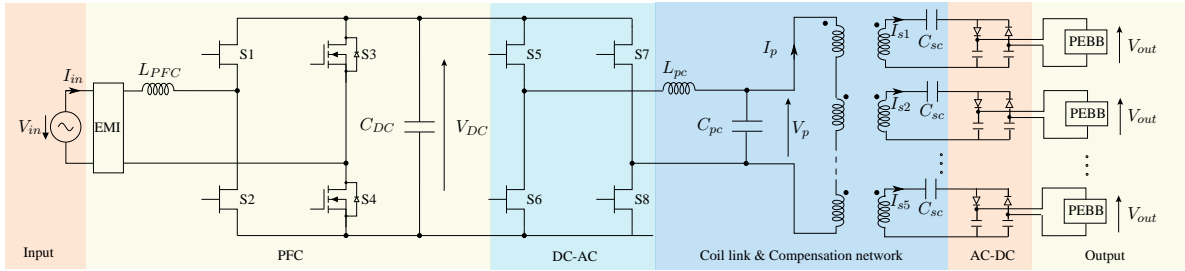 S1
S3
S5
S7
I_in
L_PFC
I_p
L_pc
I_s1
C_sc
PEBB
V_out
V_in
EMI
C_DC
V_DC
C_pc
V_p
I_s2
C_sc
PEBB
V_out
S2
S4
S6
S8
I_s5
C_sc
PEBB
V_out
Input
PFC
DC-AC
Coil link & Compensation network
AC-DC
Output